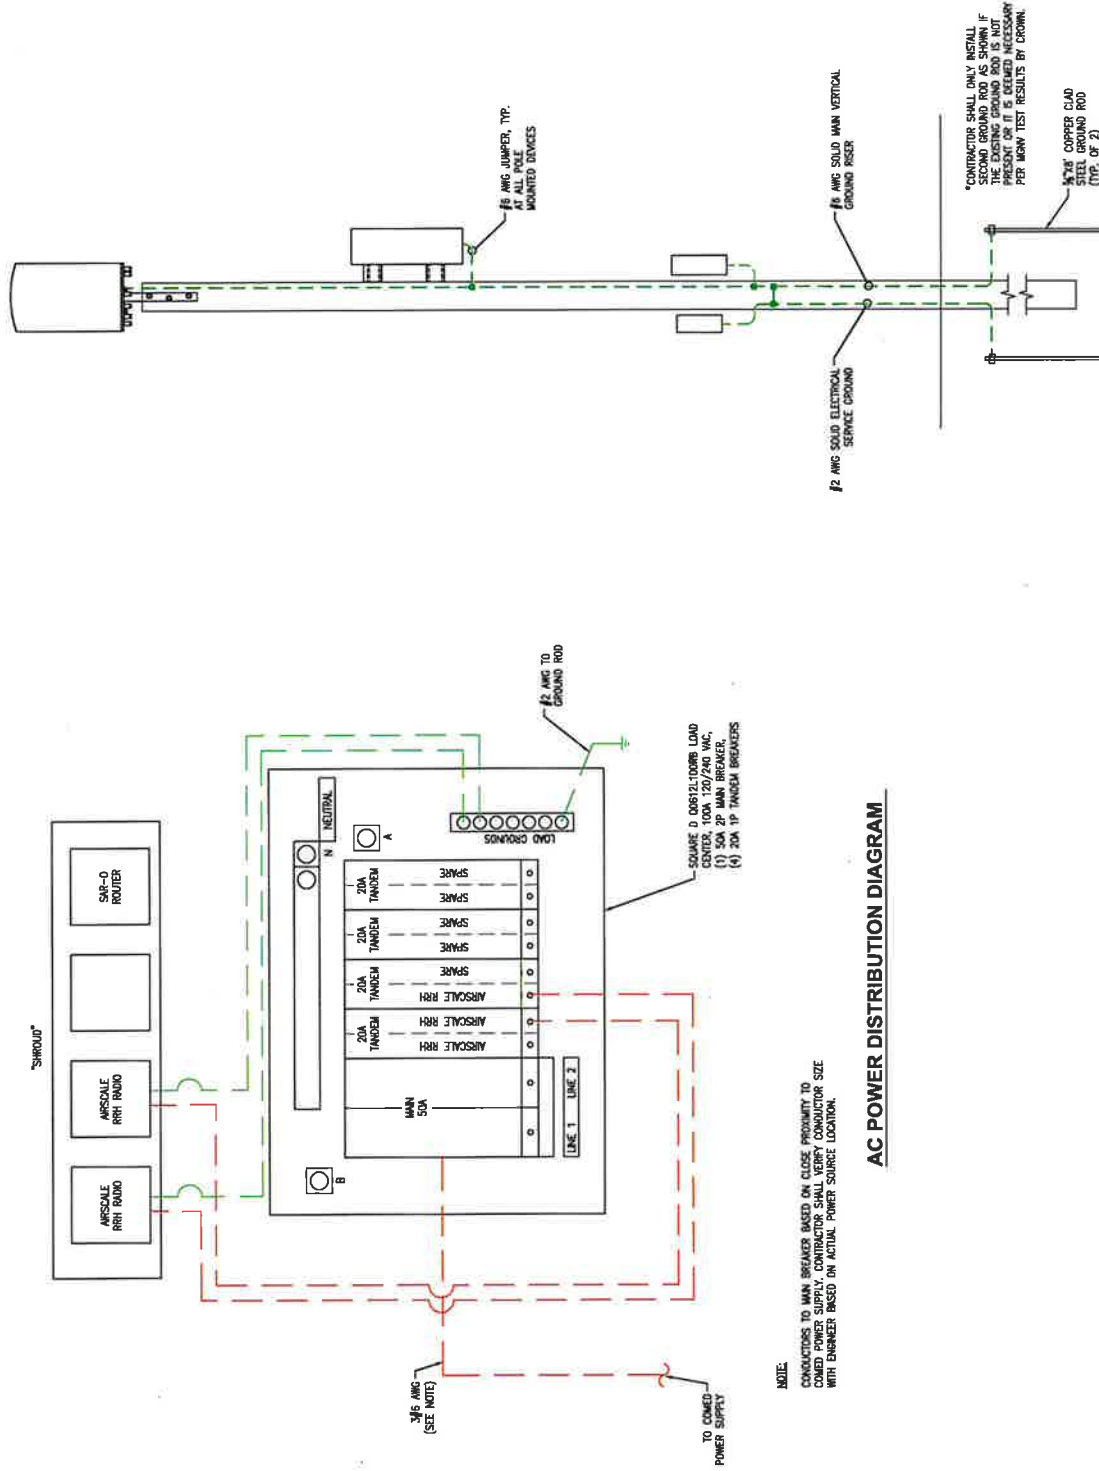 "SHROUD"
AIRSCALE
RRH RADIO
AIRSCALE
RRH RADIO
SAR-O
ROUTER
B
MAIN
50A
LINE 1
LINE 2
20A
TANDEM
20A
TANDEM
20A
TANDEM
20A
TANDEM
AIRSCALE RRH
AIRSCALE RRH
AIRSCALE RRH
SPARE
SPARE
SPARE
SPARE
SPARE
N
NEUTRAL
A
LOAD GROUNDS
#2 AWG TO
GROUND ROD
3#6 AWG
(SEE NOTE)
TO COMED
POWER SUPPLY
SQUARE D QO612L100RB LOAD
CENTER, 100A 120/240 VAC,
(1) 50A 2P MAIN BREAKER,
(4) 20A 1P TANDEM BREAKERS
NOTE:
CONDUCTORS TO MAIN BREAKER BASED ON CLOSE PROXIMITY TO
COMED POWER SUPPLY. CONTRACTOR SHALL VERIFY CONDUCTOR SIZE
WITH ENGINEER BASED ON ACTUAL POWER SOURCE LOCATION.
AC POWER DISTRIBUTION DIAGRAM
#6 AWG JUMPER, TYP.
AT ALL POLE
MOUNTED DEVICES
#2 AWG SOLID ELECTRICAL
SERVICE GROUND
#6 AWG SOLID MAIN VERTICAL
GROUND RISER
*CONTRACTOR SHALL ONLY INSTALL
SECOND GROUND ROD AS SHOWN IF
THE EXISTING GROUND ROD IS NOT
PRESENT OR IT IS DEEMED NECESSARY
PER MGNV TEST RESULTS BY CROWN.
COPPER CLAD
STEEL GROUND ROD
(TYP. OF 2)